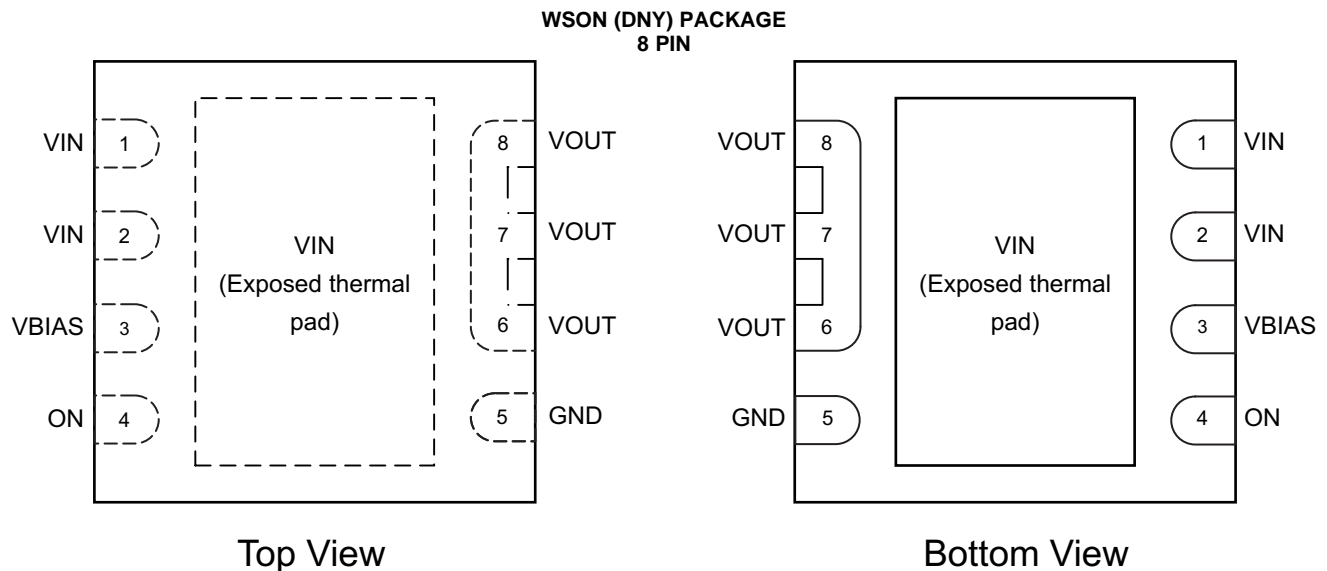 WSON (DNY) PACKAGE
8 PIN
VIN 1
VIN 2
VBIAS 3
ON 4
VIN
(Exposed thermal
pad)
8 VOUT
7 VOUT
6 VOUT
5 GND
Top View
VOUT 8
VOUT 7
VOUT 6
GND 5
VIN
(Exposed thermal
pad)
1 VIN
2 VIN
3 VBIAS
4 ON
Bottom View